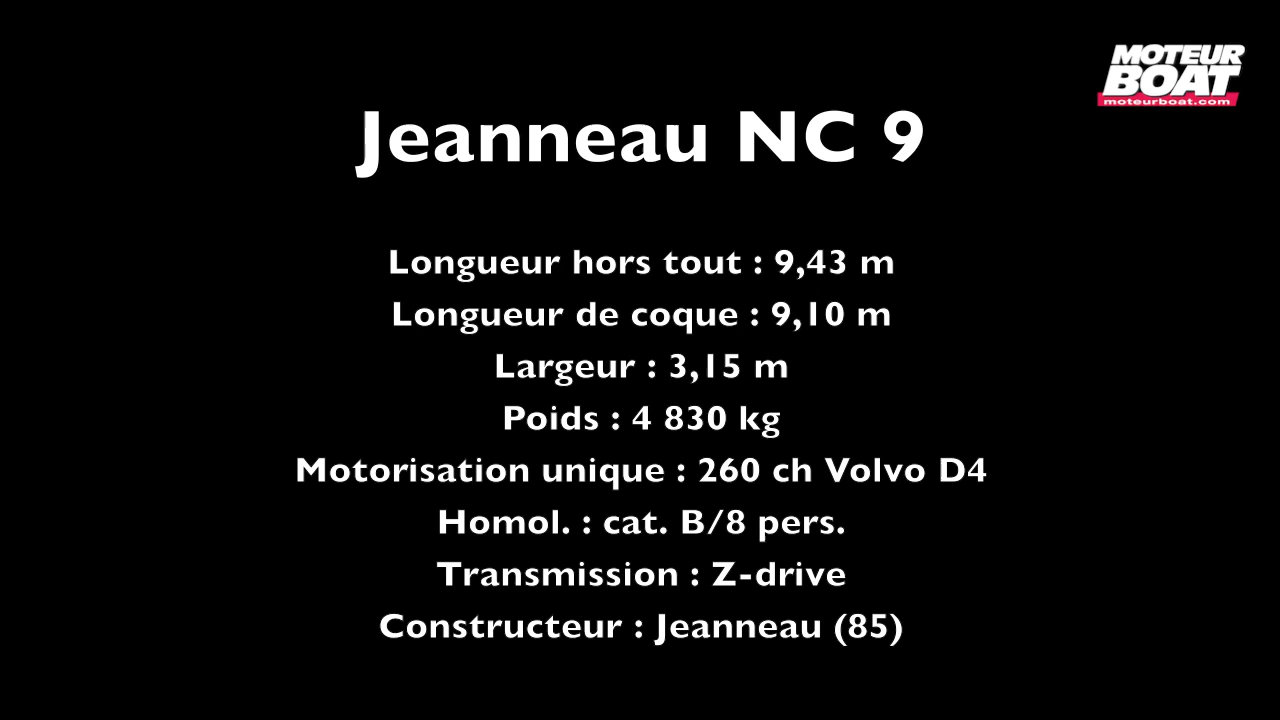 MOTEUR
BOAT
moteurboat.com
Jeanneau NC 9
Longueur hors tout : 9,43 m
Longueur de coque : 9,10 m
Largeur : 3,15 m
Poids : 4 830 kg
Motorisation unique : 260 ch Volvo D4
Homol. : cat. B/8 pers.
Transmission : Z-drive
Constructeur : Jeanneau (85)